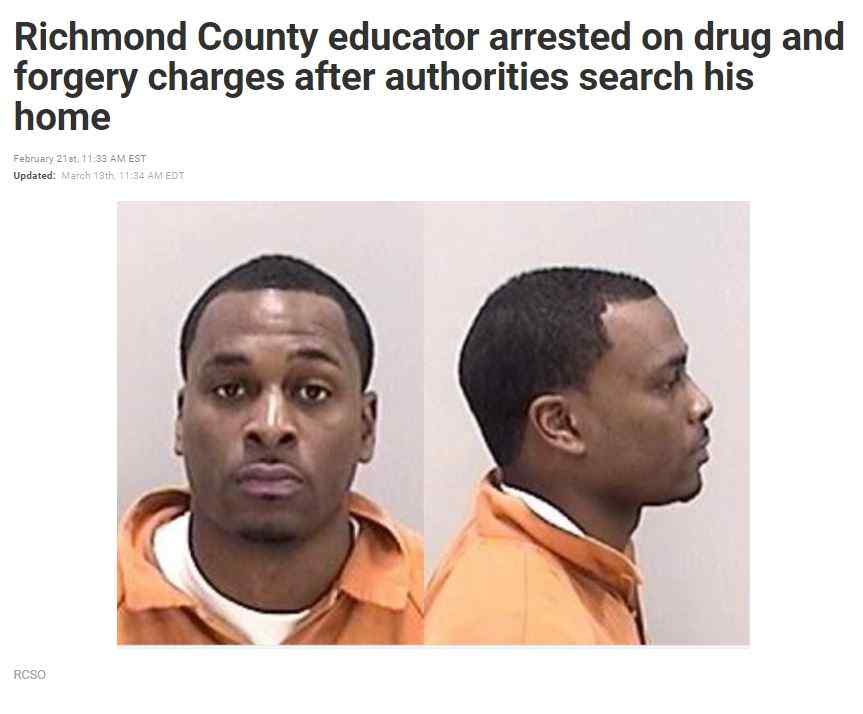 Richmond County educator arrested on drug and
forgery charges after authorities search his
home
February 21st, 11:33 AM EST
Updated: March 13th, 11:34 AM EDT
RCSO